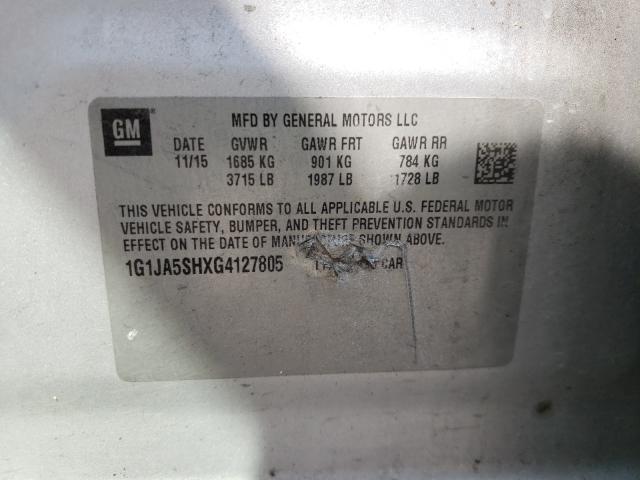 GM
MFD BY GENERAL MOTORS LLC
DATE GVWR GAWR FRT GAWR RR
11/15 1685 KG 901 KG 784 KG
3715 LB 1987 LB 1728 LB
THIS VEHICLE CONFORMS TO ALL APPLICABLE U.S. FEDERAL MOTOR
VEHICLE SAFETY, BUMPER, AND THEFT PREVENTION STANDARDS IN
EFFECT ON THE DATE OF SHOWN ABOVE.
1G1JA5SHXG4127805 CAR